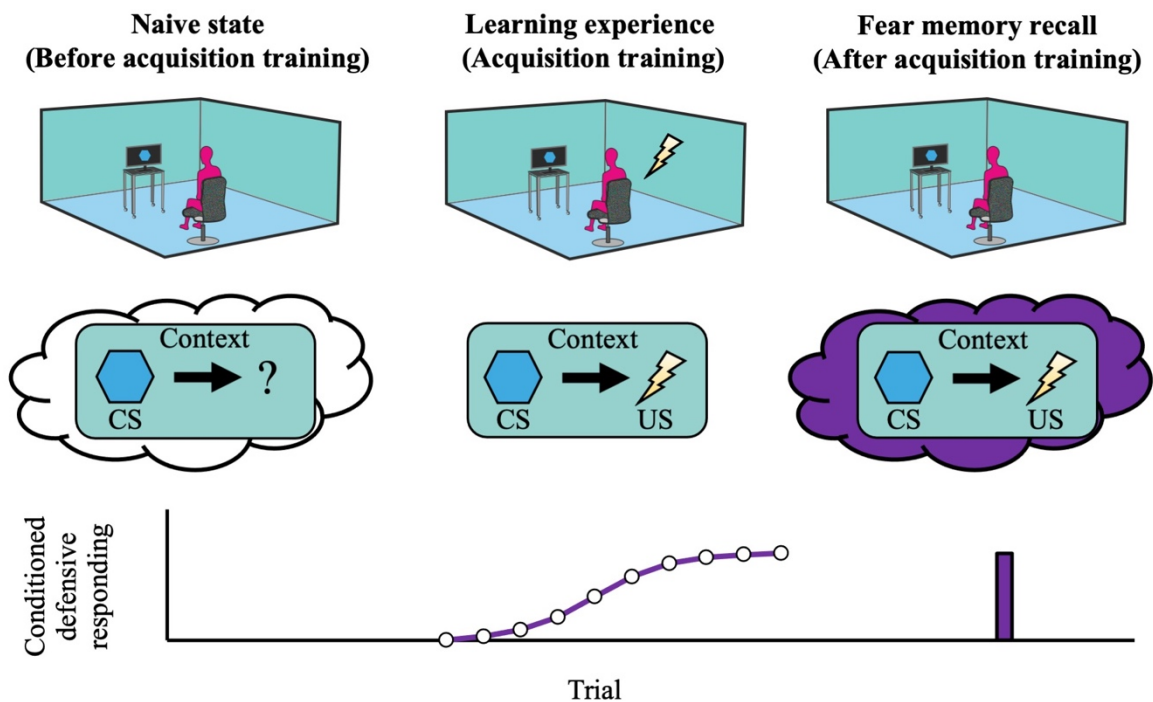 Naive state
(Before acquisition training)
Learning experience
(Acquisition training)
Fear memory recall
(After acquisition training)
Context
?
CS
Context
CS
US
Context
CS
US
Conditioned
defensive
responding
Trial